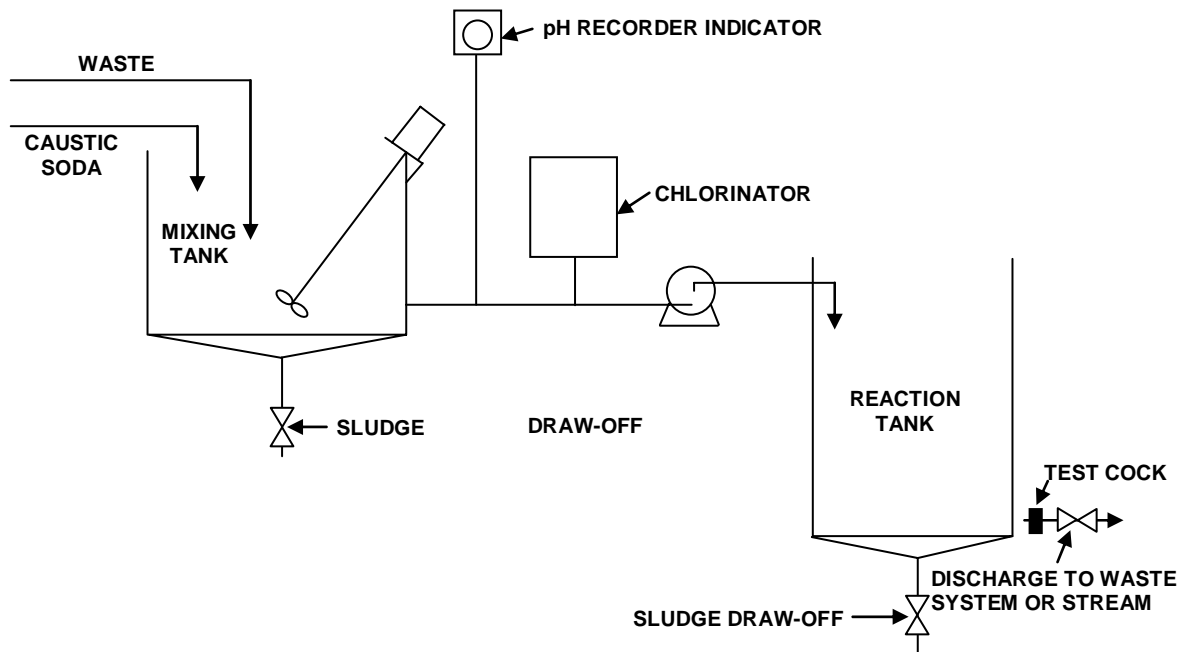 pH RECORDER INDICATOR
WASTE
CAUSTIC
SODA
CHLORINATOR
MIXING
TANK
REACTION
TANK
SLUDGE
DRAW-OFF
TEST COCK
DISCHARGE TO WASTE
SYSTEM OR STREAM
SLUDGE DRAW-OFF